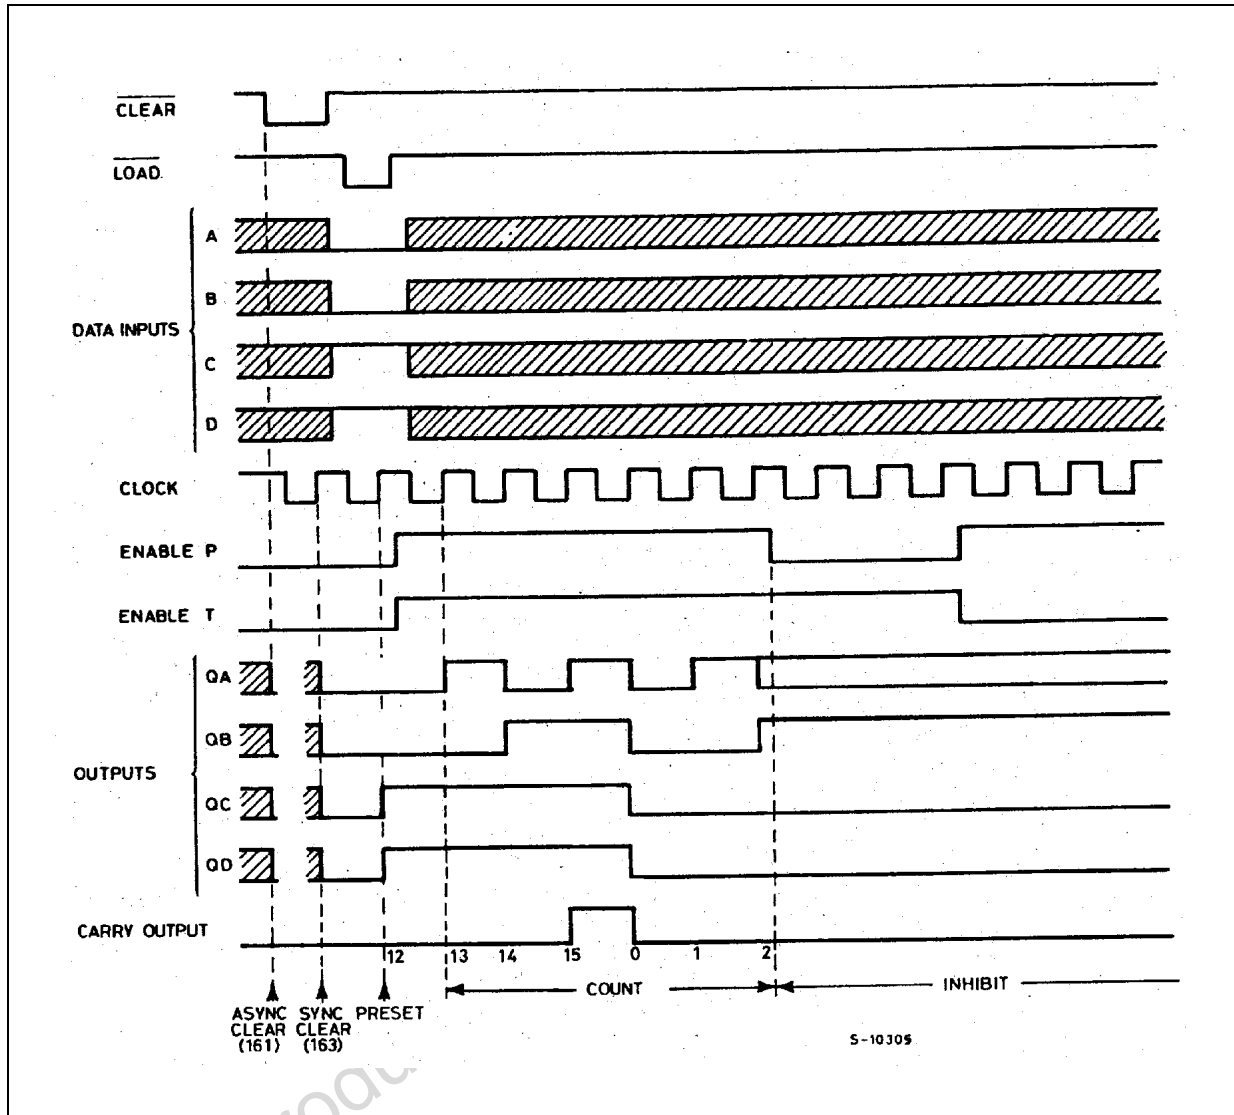 CLEAR
LOAD
DATA INPUTS
A
B
C
D
CLOCK
ENABLE P
ENABLE T
OUTPUTS
QA
QB
QC
QD
CARRY OUTPUT
12 13 14 15 0 1 2
COUNT INHIBIT
ASYNC CLEAR (161)
SYNC CLEAR (163)
PRESET
S-10305